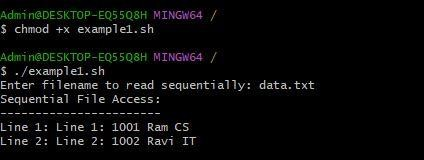 Admin@DESKTOP-EQ55Q8H MINGW64 /
$ chmod +x example1.sh
Admin@DESKTOP-EQ55Q8H MINGW64 /
$ ./example1.sh
Enter filename to read sequentially: data.txt
Sequential File Access:
-----------------------
Line 1: Line 1: 1001 Ram CS
Line 2: Line 2: 1002 Ravi IT